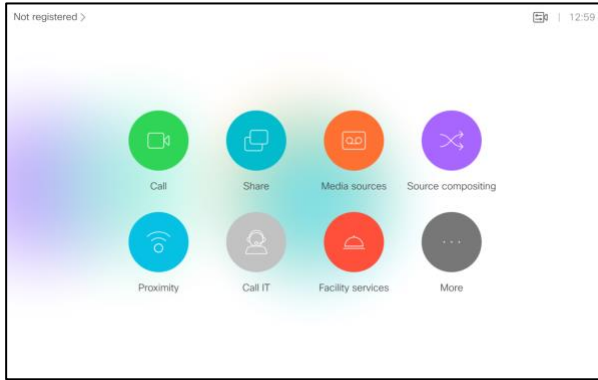 Not registered >
12:59
Call
Share
Media sources
Source compositing
Proximity
Call IT
Facility services
More